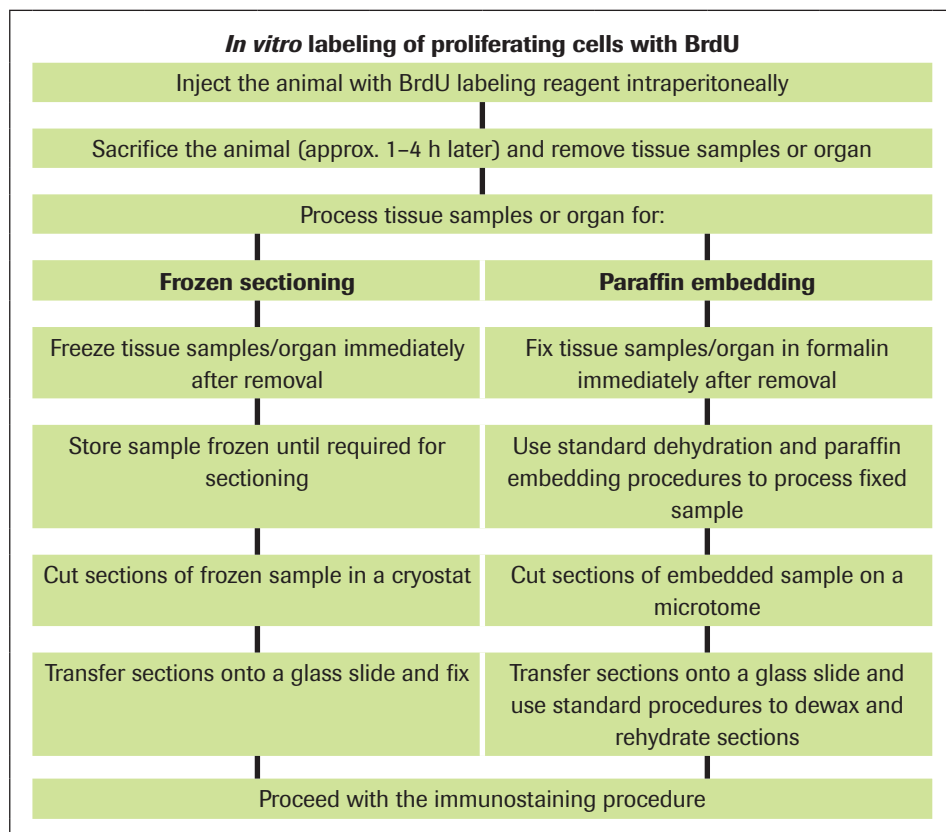 In vitro labeling of proliferating cells with BrdU
Inject the animal with BrdU labeling reagent intraperitoneally
Sacrifice the animal (approx. 1–4 h later) and remove tissue samples or organ
Process tissue samples or organ for:
Frozen sectioning
Paraffin embedding
Freeze tissue samples/organ immediately
after removal
Fix tissue samples/organ in formalin
immediately after removal
Store sample frozen until required for
sectioning
Use standard dehydration and paraffin
embedding procedures to process fixed
sample
Cut sections of frozen sample in a cryostat
Cut sections of embedded sample on a
microtome
Transfer sections onto a glass slide and fix
Transfer sections onto a glass slide and
use standard procedures to dewax and
rehydrate sections
Proceed with the immunostaining procedure